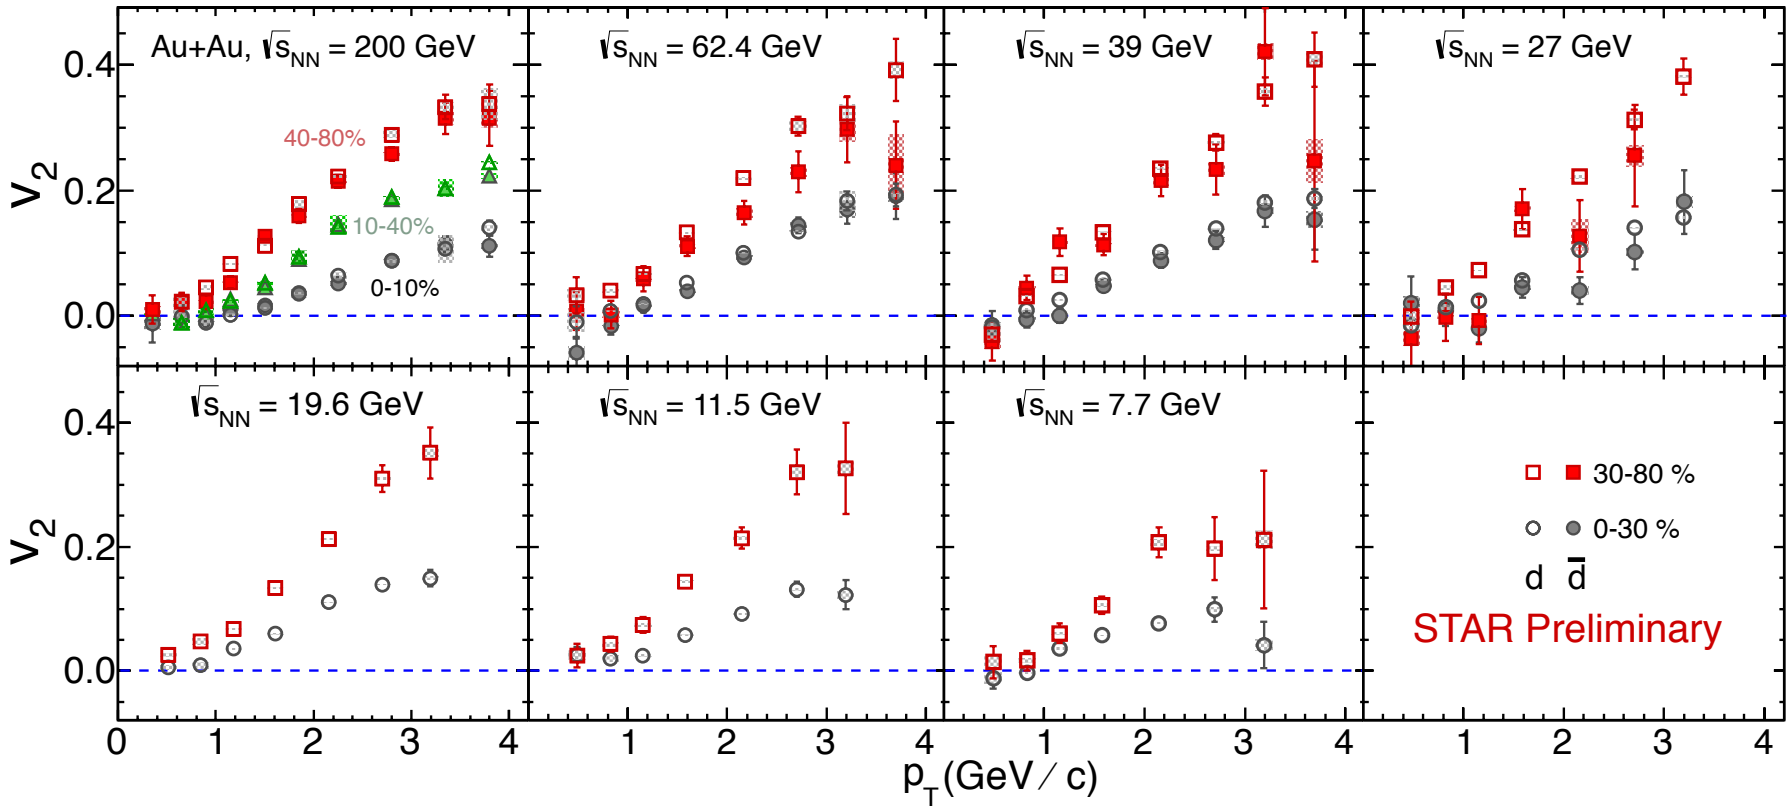 Au+Au, √sNN = 200 GeV
√sNN = 62.4 GeV
√sNN = 39 GeV
√sNN = 27 GeV
v2
0.4
0.2
0.0
40-80%
10-40%
0-10%
√sNN = 19.6 GeV
√sNN = 11.5 GeV
√sNN = 7.7 GeV
v2
0.4
0.2
0.0
30-80 %
0-30 %
d d̄
STAR Preliminary
0 1 2 3 4 1 2 3 4 1 2 3 4 1 2 3 4
pT (GeV / c)